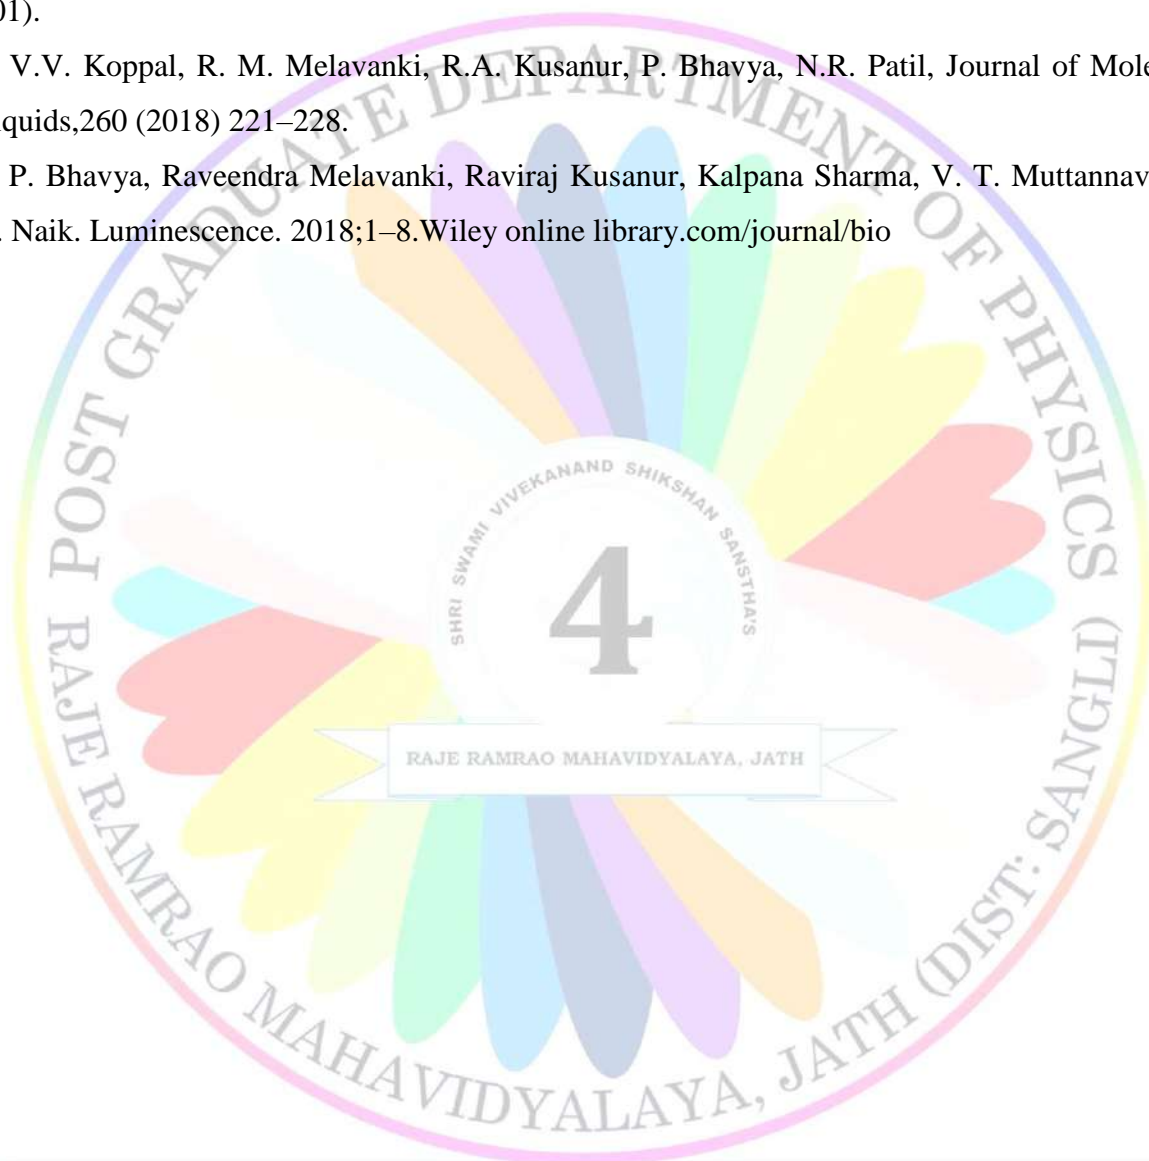 01).
V.V. Koppal, R. M. Melavanki, R.A. Kusanur, P. Bhavya, N.R. Patil, Journal of Mole
quids,260 (2018) 221–228.
P. Bhavya, Raveendra Melavanki, Raviraj Kusanur, Kalpana Sharma, V. T. Muttannav
. Naik. Luminescence. 2018;1–8.Wiley online library.com/journal/bio
POST GRADUATE DEPARTMENT OF PHYSICS
SHRI SWAMI VIVEKANAND SHIKSHAN SANSTHA'S
4
RAJE RAMRAO MAHAVIDYALAYA, JATH
RAJE RAMRAO MAHAVIDYALAYA, JATH (DIST: SANGLI)